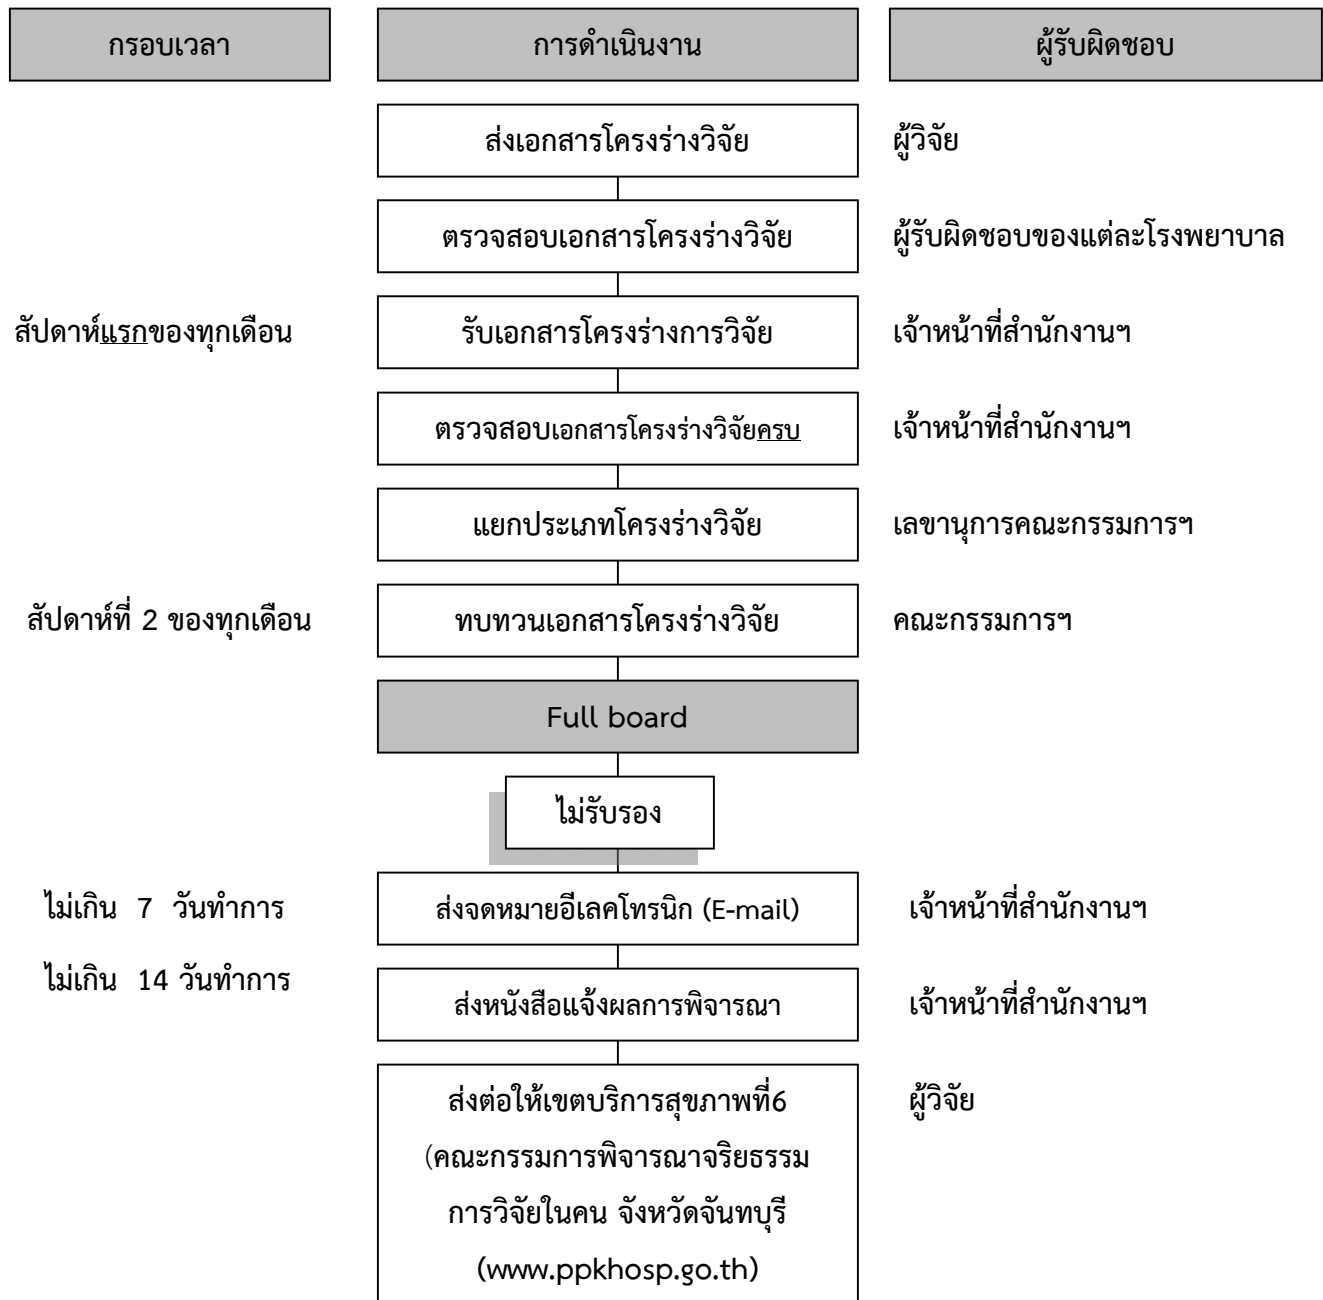 กรอบเวลา การดำเนินงาน ผู้รับผิดชอบ
ส่งเอกสารโครงร่างวิจัย ผู้วิจัย
ตรวจสอบเอกสารโครงร่างวิจัย ผู้รับผิดชอบของแต่ละโรงพยาบาล
สัปดาห์แรกของทุกเดือน รับเอกสารโครงร่างการวิจัย เจ้าหน้าที่สำนักงานฯ
ตรวจสอบเอกสารโครงร่างวิจัยครบ เจ้าหน้าที่สำนักงานฯ
แยกประเภทโครงร่างวิจัย เลขานุการคณะกรรมการฯ
สัปดาห์ที่ 2 ของทุกเดือน ทบทวนเอกสารโครงร่างวิจัย คณะกรรมการฯ
Full board
ไม่รับรอง
ไม่เกิน 7 วันทำการ ส่งจดหมายอีเลคโทรนิก (E-mail) เจ้าหน้าที่สำนักงานฯ
ไม่เกิน 14 วันทำการ ส่งหนังสือแจ้งผลการพิจารณา เจ้าหน้าที่สำนักงานฯ
ส่งต่อให้เขตบริการสุขภาพที่6 ผู้วิจัย
(คณะกรรมการพิจารณาจริยธรรม
การวิจัยในคน จังหวัดจันทบุรี
(www.ppkhosp.go.th)